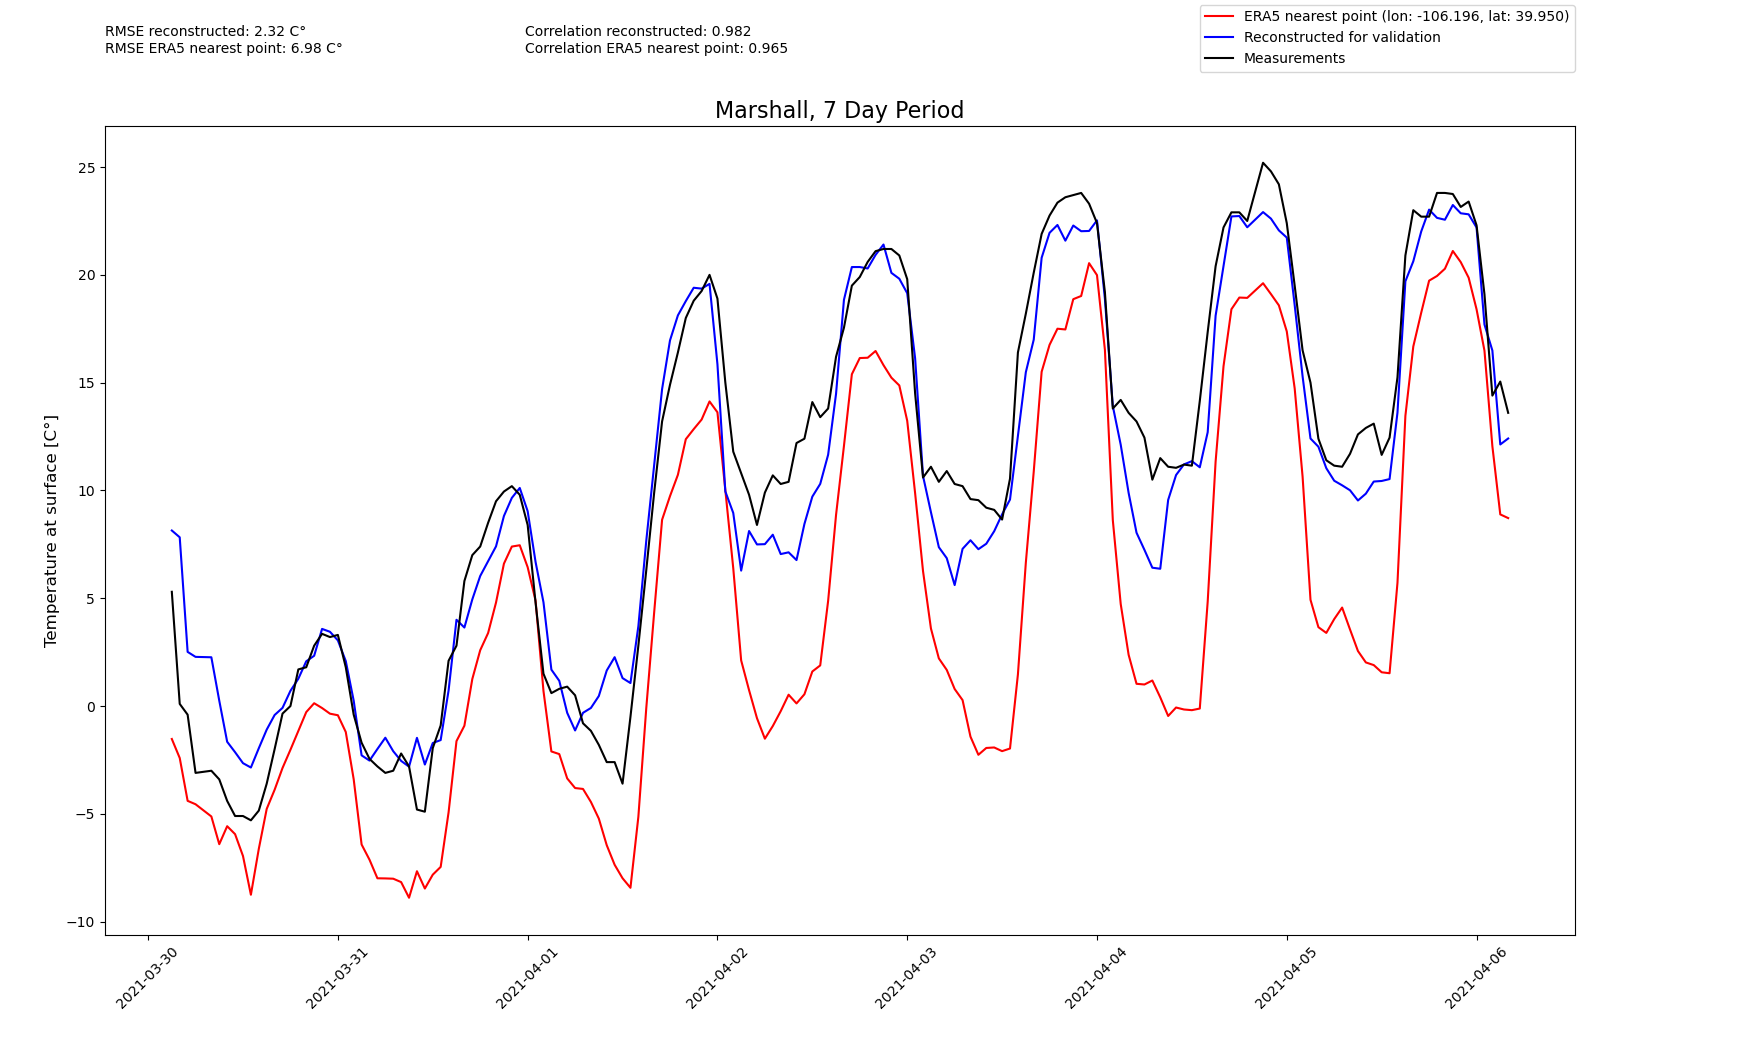 RMSE reconstructed: 2.32 C°
RMSE ERA5 nearest point: 6.98 C°
Correlation reconstructed: 0.982
Correlation ERA5 nearest point: 0.965
ERA5 nearest point (lon: -106.196, lat: 39.950)
Reconstructed for validation
Measurements
Marshall, 7 Day Period
Temperature at surface [C°]
25
20
15
10
5
0
−5
−10
2021-03-30
2021-03-31
2021-04-01
2021-04-02
2021-04-03
2021-04-04
2021-04-05
2021-04-06